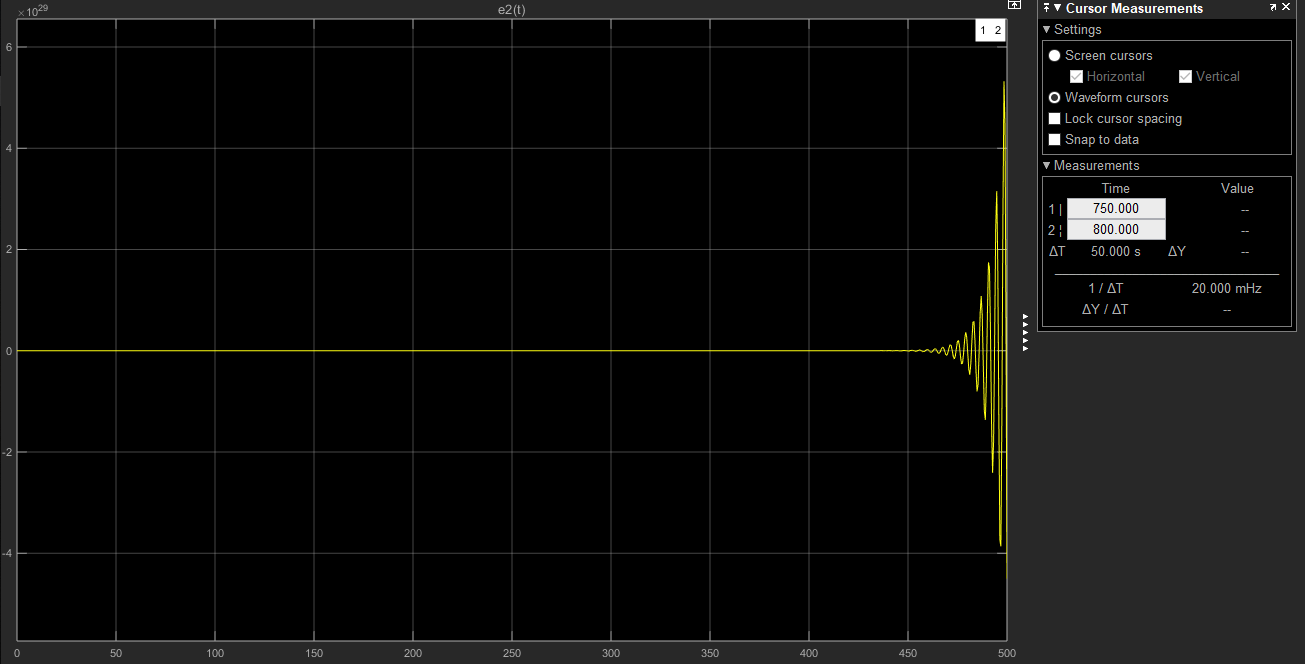 ×10²⁹
e2(t)
6
4
2
0
-2
-4
0 50 100 150 200 250 300 350 400 450 500
1 2
Cursor Measurements
Settings
Screen cursors
Horizontal Vertical
Waveform cursors
Lock cursor spacing
Snap to data
Measurements
Time Value
1 | 750.000 --
2 ¦ 800.000 --
ΔT 50.000 s ΔY --
1 / ΔT 20.000 mHz
ΔY / ΔT --